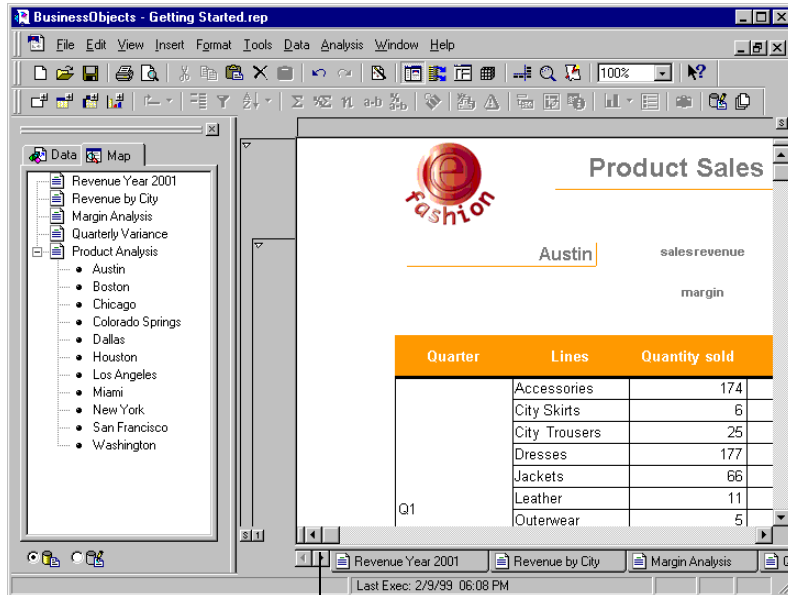 BusinessObjects - Getting Started.rep
File Edit View Insert Format Tools Data Analysis Window Help
100%
Data Map
Revenue Year 2001
Revenue by City
Margin Analysis
Quarterly Variance
Product Analysis
Austin
Boston
Chicago
Colorado Springs
Dallas
Houston
Los Angeles
Miami
New York
San Francisco
Washington
S 1
S
e fashion
Product Sales
Austin
sales revenue
margin
Quarter Lines Quantity sold
Accessories 174
City Skirts 6
City Trousers 25
Dresses 177
Jackets 66
Leather 11
Q1
Outerwear 5
Revenue Year 2001 Revenue by City Margin Analysis
Last Exec: 2/9/99 06:08 PM